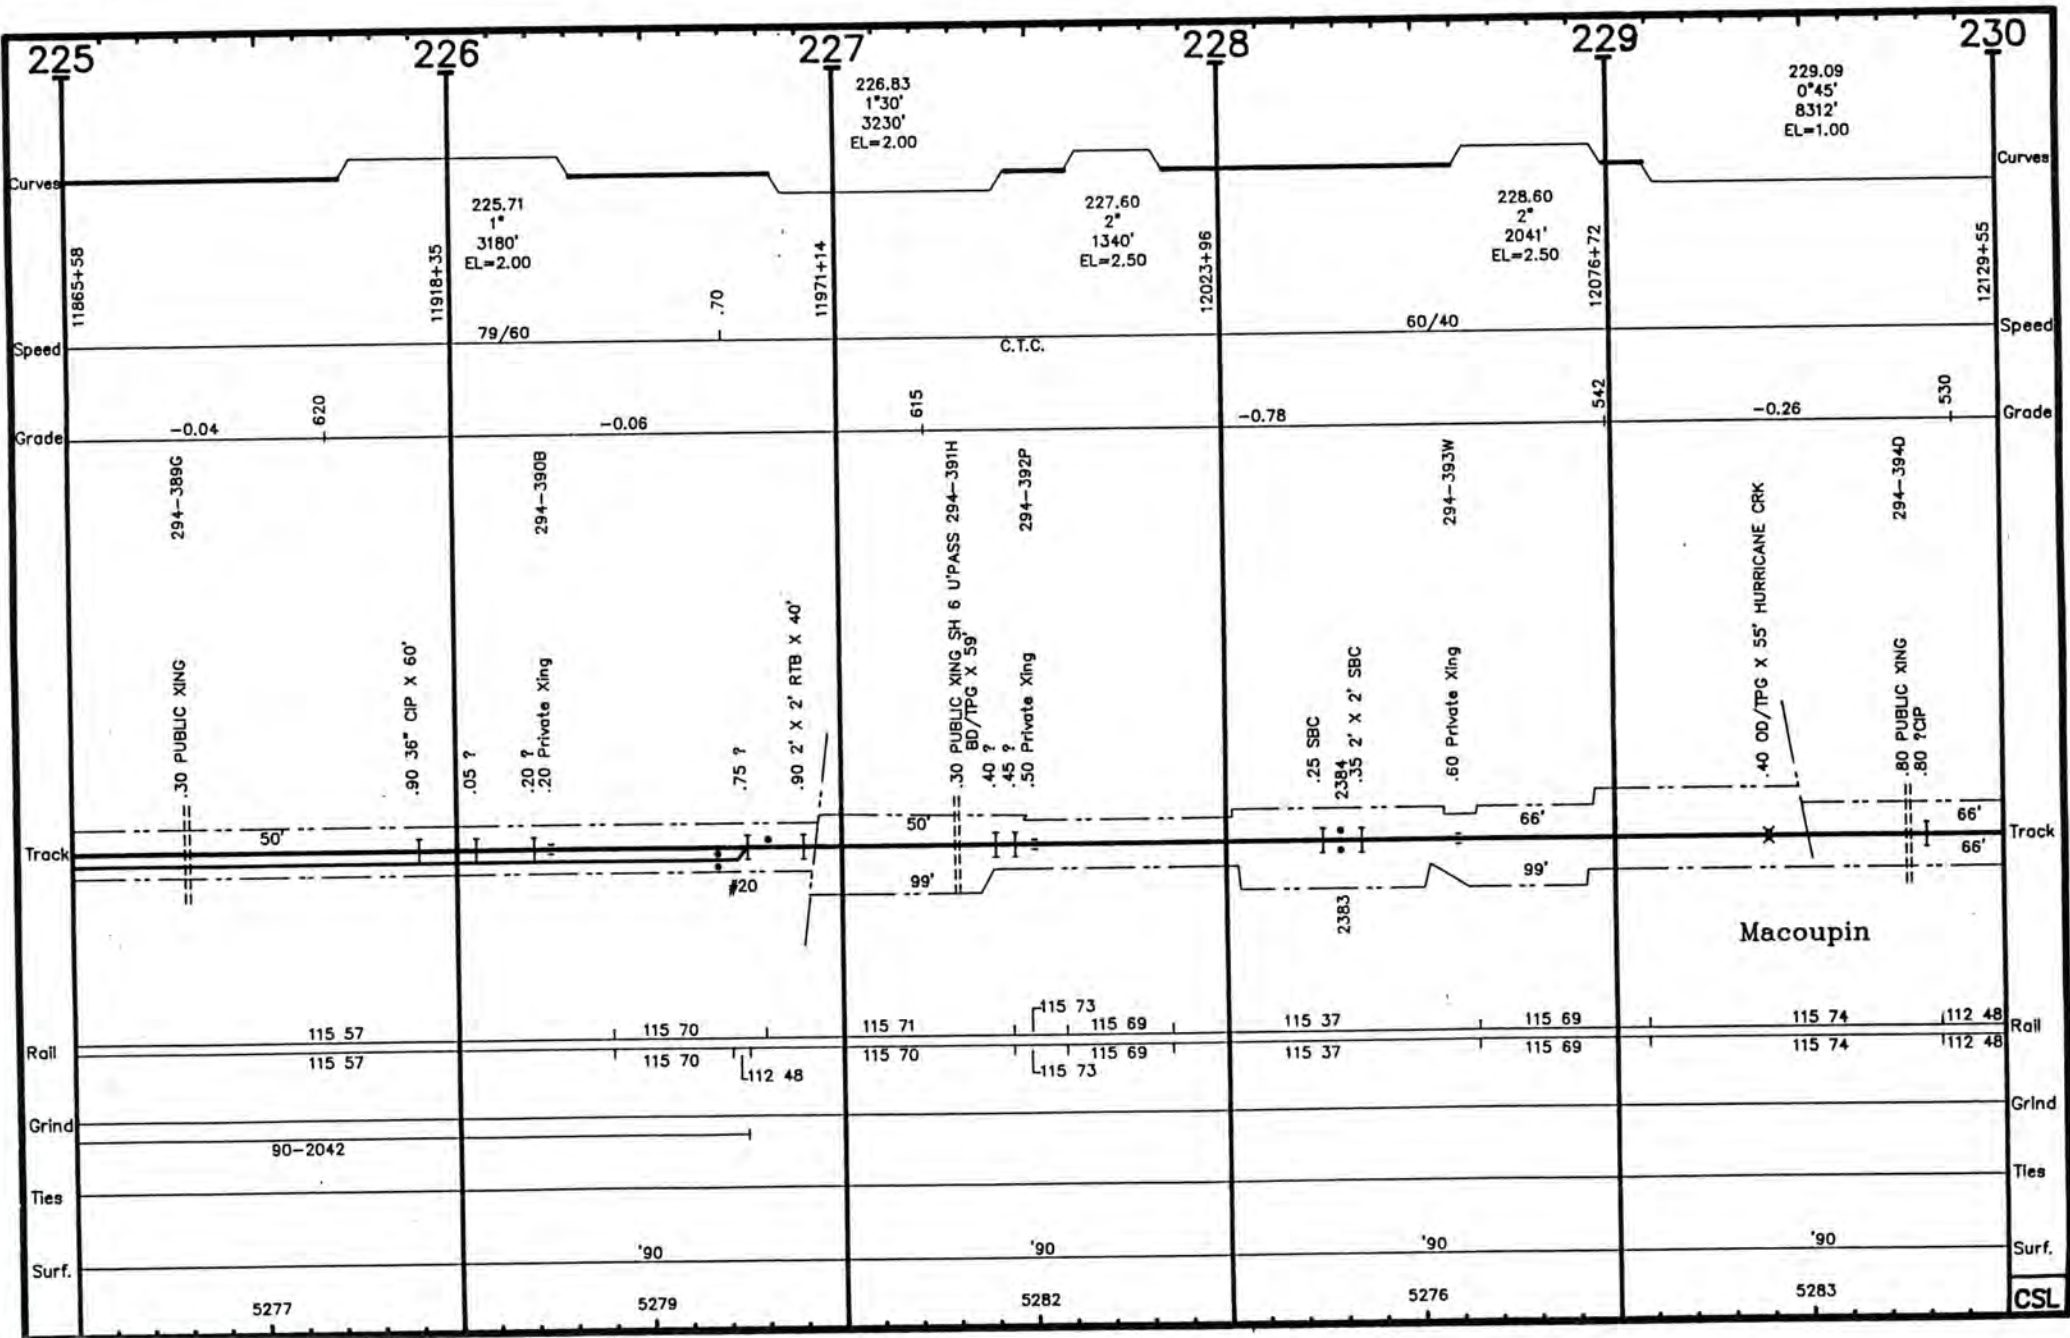 225 226 227 228 229 230
226.83
1°30'
3230'
EL=2.00
229.09
0°45'
8312'
EL=1.00
Curves
Curves
225.71
1°
3180'
EL=2.00
227.60
2°
1340'
EL=2.50
228.60
2°
2041'
EL=2.50
11865+58
11918+35
.70
11971+14
12023+96
12076+72
12129+55
Speed
79/60
C.T.C.
60/40
Speed
Grade
-0.04
620
-0.06
615
-0.78
542
-0.26
530
Grade
294-389G
294-390B
294-392P
294-393W
294-394D
.30 PUBLIC XING
.90 36" CIP X 60'
.05 ?
.20 ?
.20 Private Xing
.75 ?
.90 2' X 2' RTB X 40'
.30 PUBLIC XING SH 6 U'PASS 294-391H
BD/TPG X 59'
.40 ?
.45 ?
.50 Private Xing
.25 SBC
2384
.35 2' X 2' SBC
.60 Private Xing
.40 OD/TPG X 55' HURRICANE CRK
.80 PUBLIC XING
.80 ?CIP
Track
50'
50'
66'
66'
Track
66'
#20
99'
99'
2383
Macoupin
115 73
115 57
115 70
115 71
115 69
115 37
115 69
115 74
112 48
Rail
Rail
115 57
115 70
112 48
115 70
115 73
115 69
115 37
115 69
115 74
112 48
Grind
Grind
90-2042
Ties
Ties
Surf.
'90
'90
'90
'90
Surf.
5277
5279
5282
5276
5283
CSL